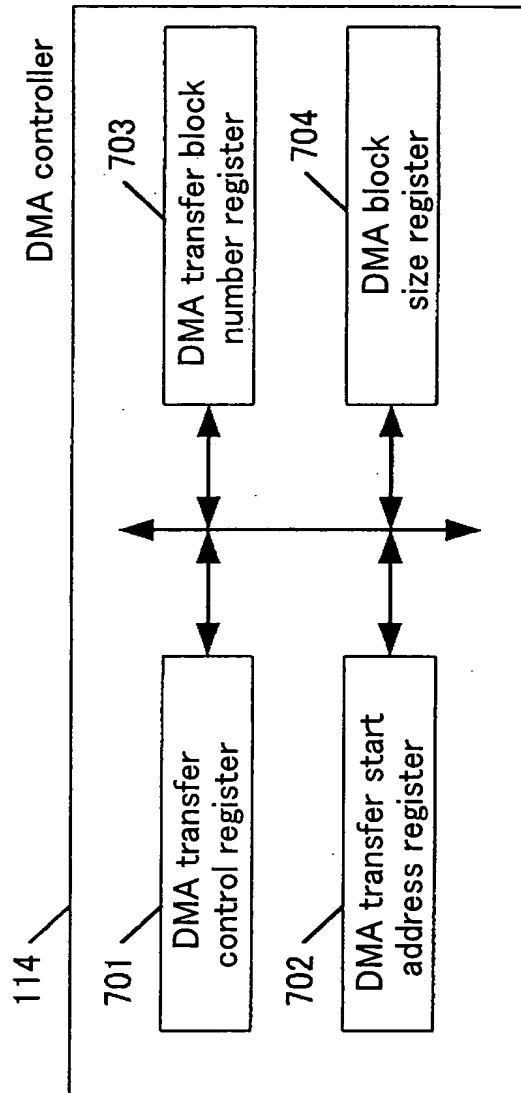 DMA controller
114
701
DMA transfer
control register
703
DMA transfer block
number register
702
DMA transfer start
address register
704
DMA block
size register